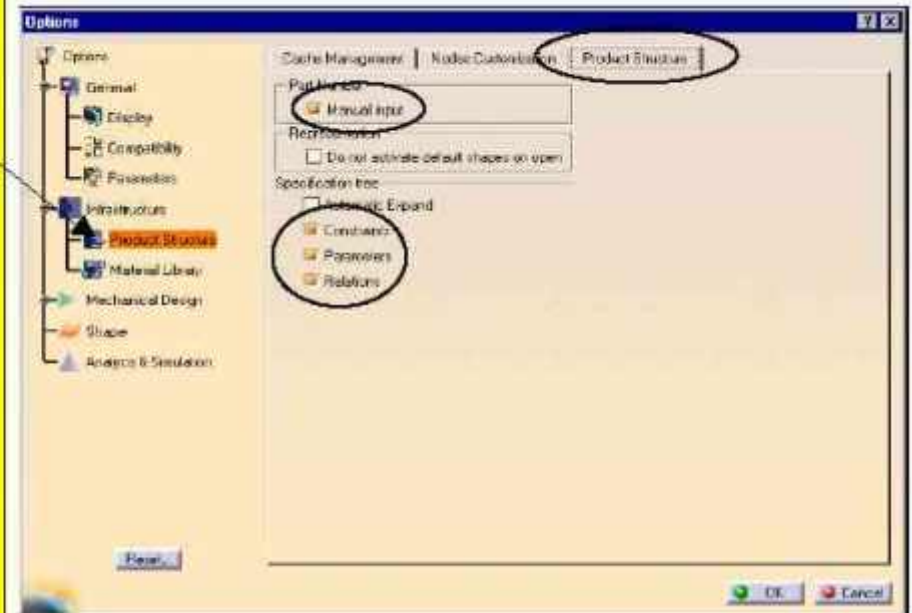 Options
Options
General
Display
Compatibility
Parameters
Infrastructure
Product Structure
Material Library
Mechanical Design
Shape
Analysis & Simulation
Reset...
Cache Management
Nodes Customization
Product Structure
Part Number
Manual input
Representation
Do not activate default shapes on open
Specification tree
Automatic Expand
Constraints
Parameters
Relations
OK
Cancel